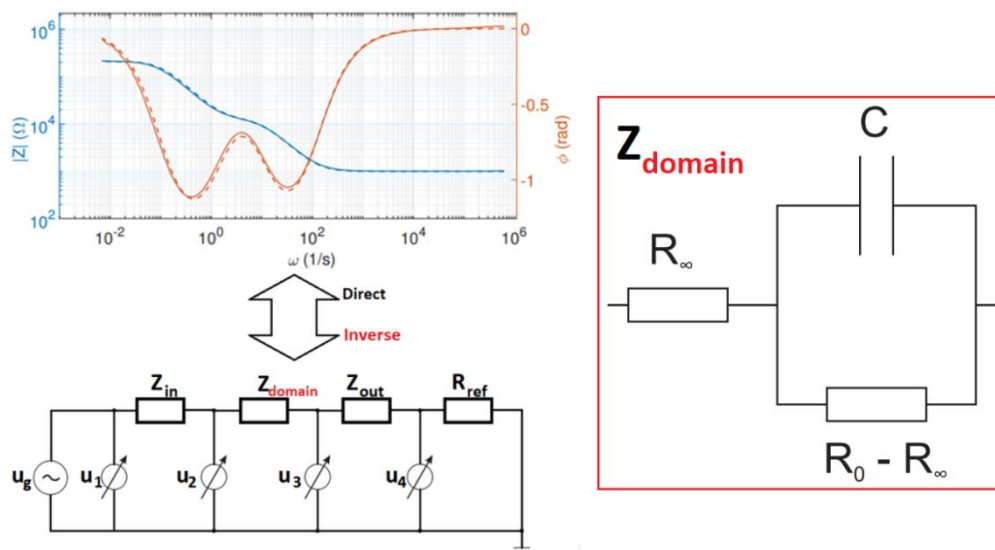 10^6
10^4
10^2
|Z| (Ω)
0
-0.5
-1
ϕ (rad)
10^-2 10^0 10^2 10^4 10^6
ω (1/s)
Direct
Inverse
Z_in Z_domain Z_out R_ref
u_g u_1 u_2 u_3 u_4
Z_domain
C
R_∞
R_0 - R_∞